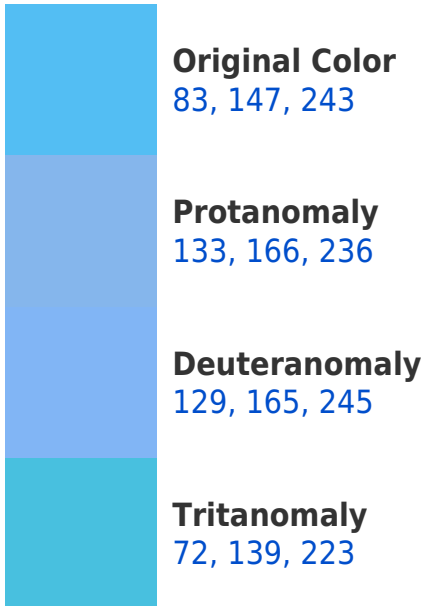 Original Color
83, 147, 243
Protanomaly
133, 166, 236
Deuteranomaly
129, 165, 245
Tritanomaly
72, 139, 223